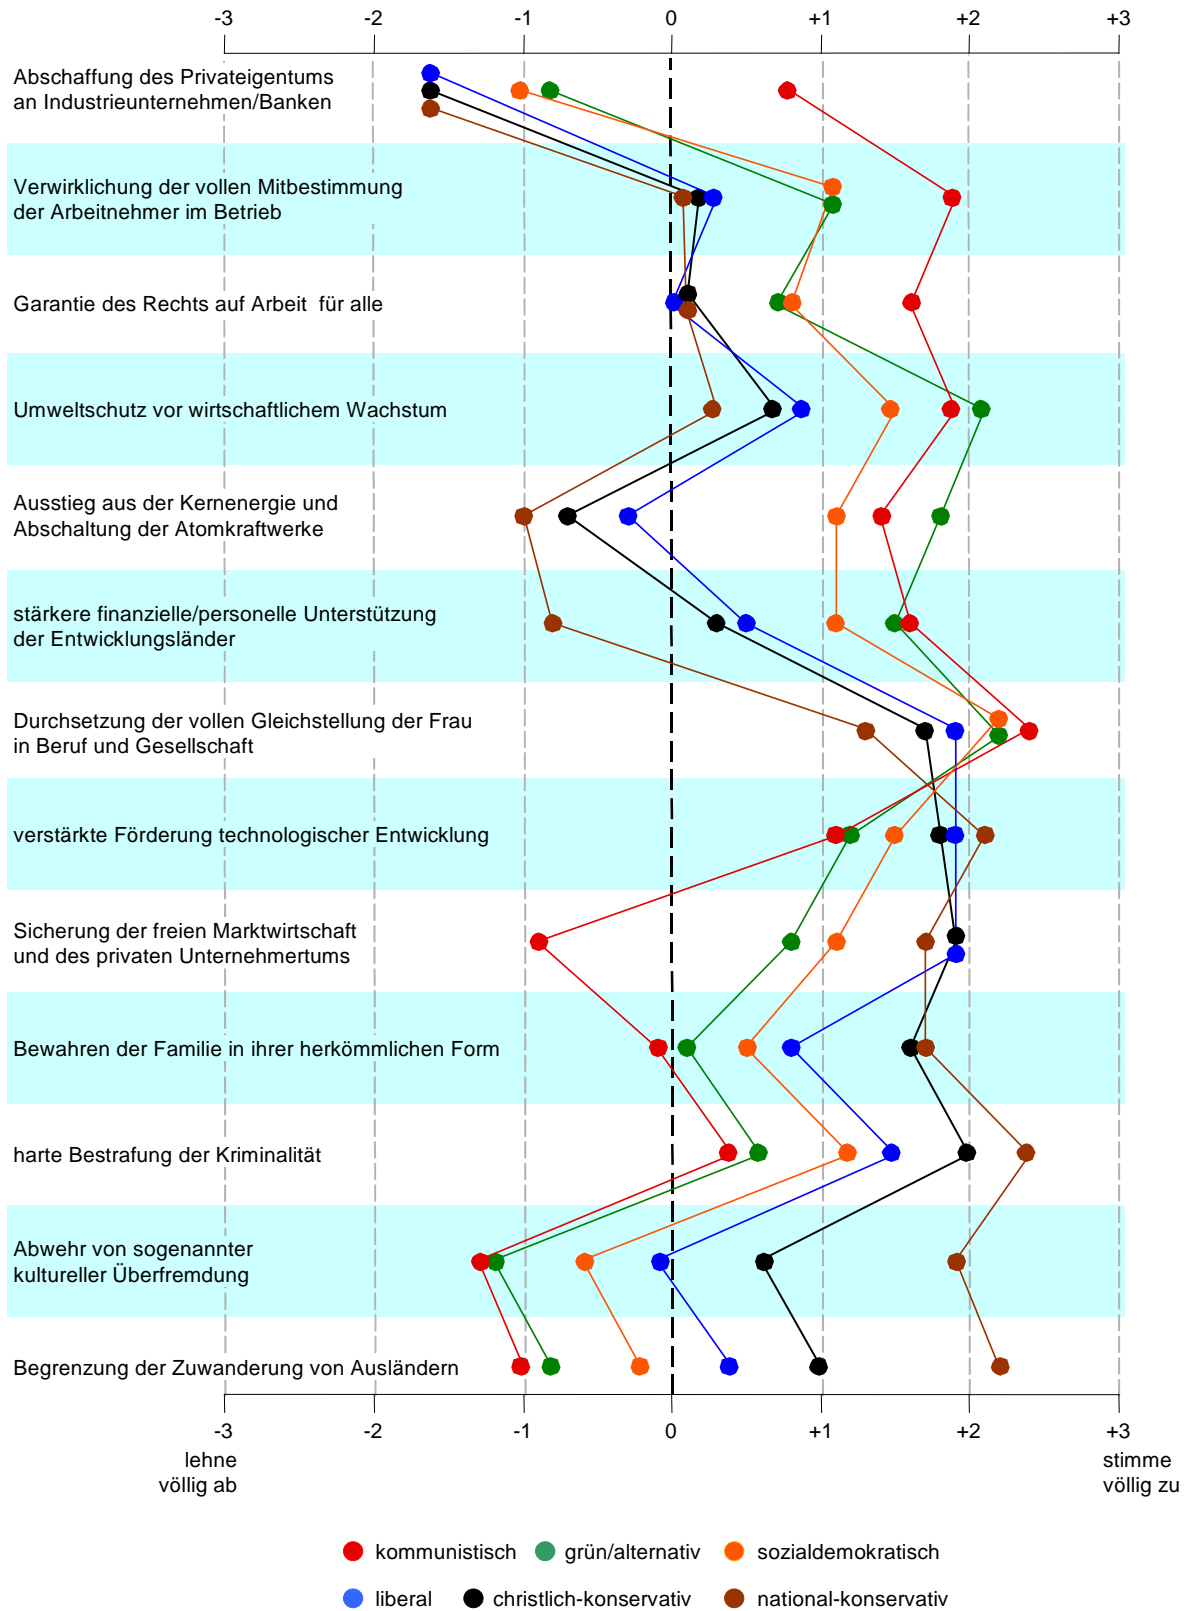 -3 -2 -1 0 +1 +2 +3
Abschaffung des Privateigentums
an Industrieunternehmen/Banken
Verwirklichung der vollen Mitbestimmung
der Arbeitnehmer im Betrieb
Garantie des Rechts auf Arbeit für alle
Umweltschutz vor wirtschaftlichem Wachstum
Ausstieg aus der Kernenergie und
Abschaltung der Atomkraftwerke
stärkere finanzielle/personelle Unterstützung
der Entwicklungsländer
Durchsetzung der vollen Gleichstellung der Frau
in Beruf und Gesellschaft
verstärkte Förderung technologischer Entwicklung
Sicherung der freien Marktwirtschaft
und des privaten Unternehmertums
Bewahren der Familie in ihrer herkömmlichen Form
harte Bestrafung der Kriminalität
Abwehr von sogenannter
kultureller Überfremdung
Begrenzung der Zuwanderung von Ausländern
-3 -2 -1 0 +1 +2 +3
lehne
völlig ab
stimme
völlig zu
kommunistisch grün/alternativ sozialdemokratisch
liberal christlich-konservativ national-konservativ